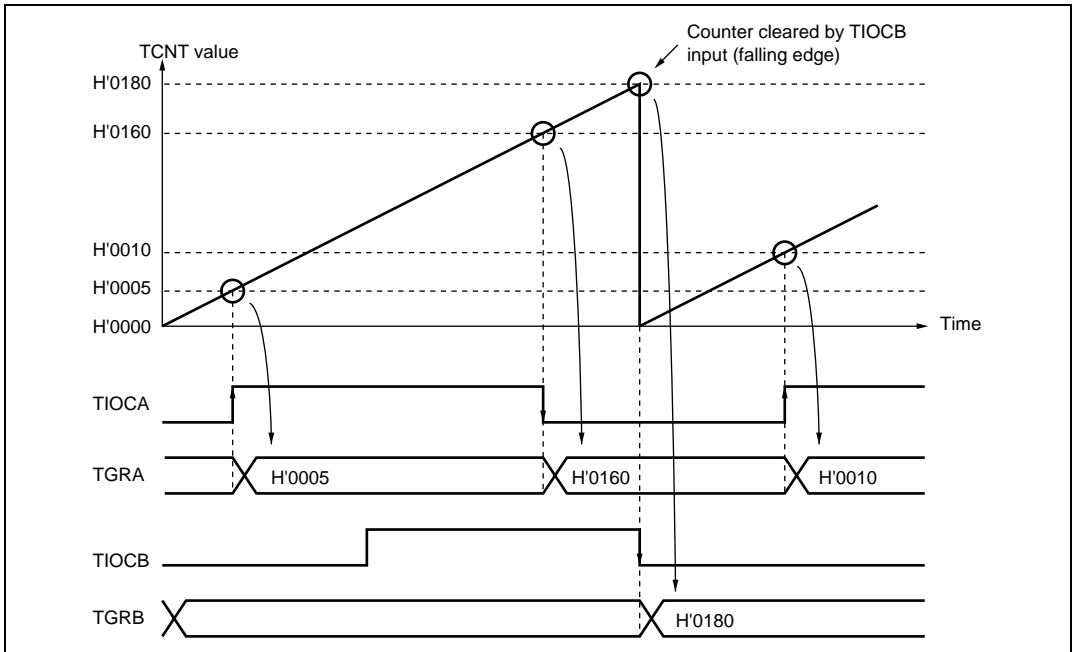 Counter cleared by TIOCB
input (falling edge)
TCNT value
H'0180
H'0160
H'0010
H'0005
H'0000
Time
TIOCA
TGRA
H'0005
H'0160
H'0010
TIOCB
TGRB
H'0180